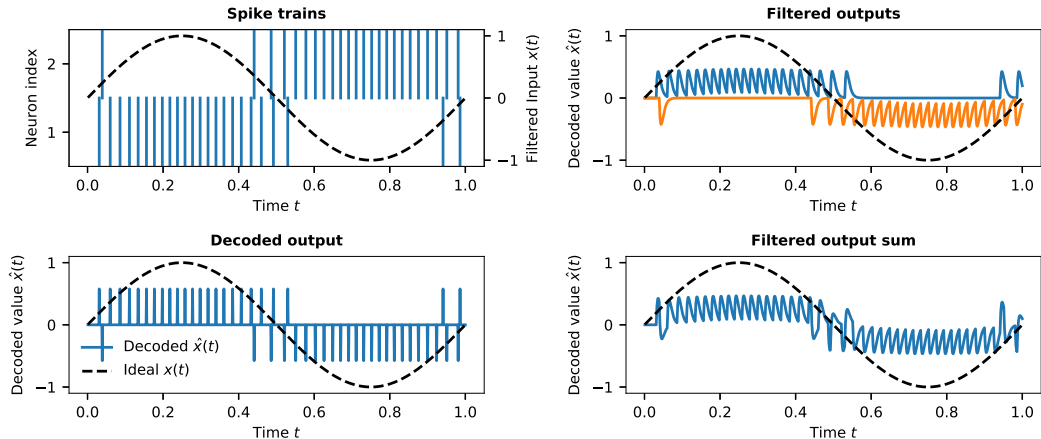 Spike trains
Neuron index
2
1
1
0
−1
Filtered Input x(t)
0.0 0.2 0.4 0.6 0.8 1.0
Time t
Filtered outputs
Decoded value x̂(t)
1
0
−1
0.0 0.2 0.4 0.6 0.8 1.0
Time t
Decoded output
Decoded value x̂(t)
1
0
−1
Decoded x̂(t)
Ideal x(t)
0.0 0.2 0.4 0.6 0.8 1.0
Time t
Filtered output sum
Decoded value x̂(t)
1
0
−1
0.0 0.2 0.4 0.6 0.8 1.0
Time t